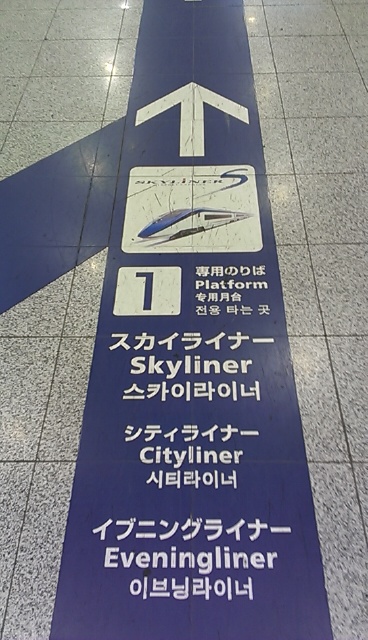 SKYLINER S
1
専用のりば
Platform
专用月台
전용 타는 곳
スカイライナー
Skyliner
스카이라이너
シティライナー
Cityliner
시티라이너
イブニングライナー
Eveningliner
이브닝라이너